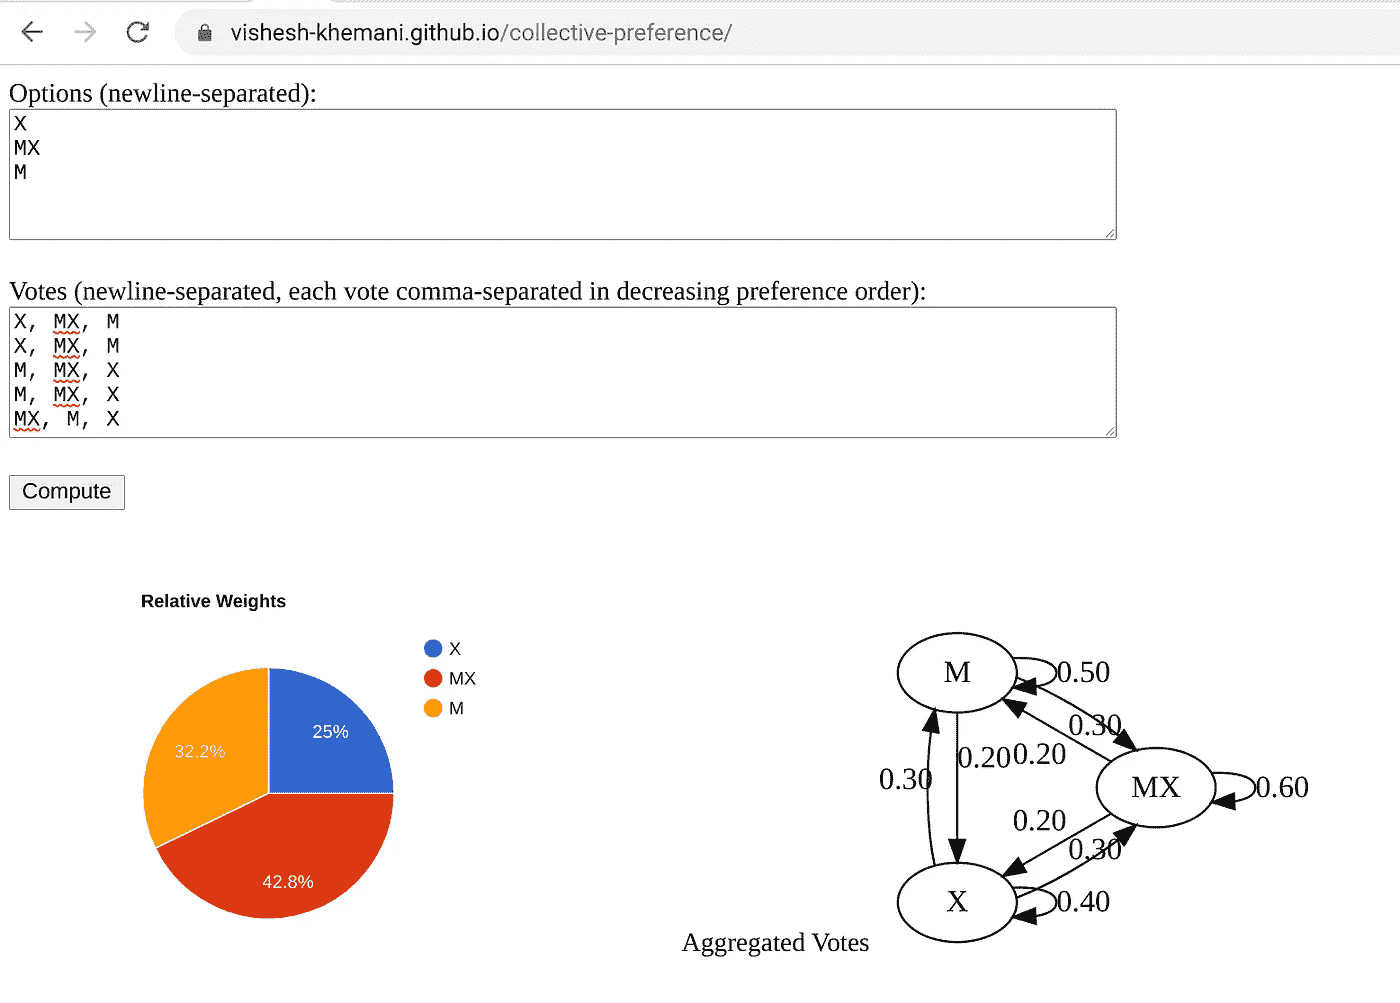 vishesh-khemani.github.io/collective-preference/
Options (newline-separated):
X
MX
M
Votes (newline-separated, each vote comma-separated in decreasing preference order):
X, MX, M
X, MX, M
M, MX, X
M, MX, X
MX, M, X
Compute
Relative Weights
X
MX
M
25%
32.2%
42.8%
M
0.50
0.30
0.20
0.20
0.30
MX
0.60
0.20
0.30
X
0.40
Aggregated Votes